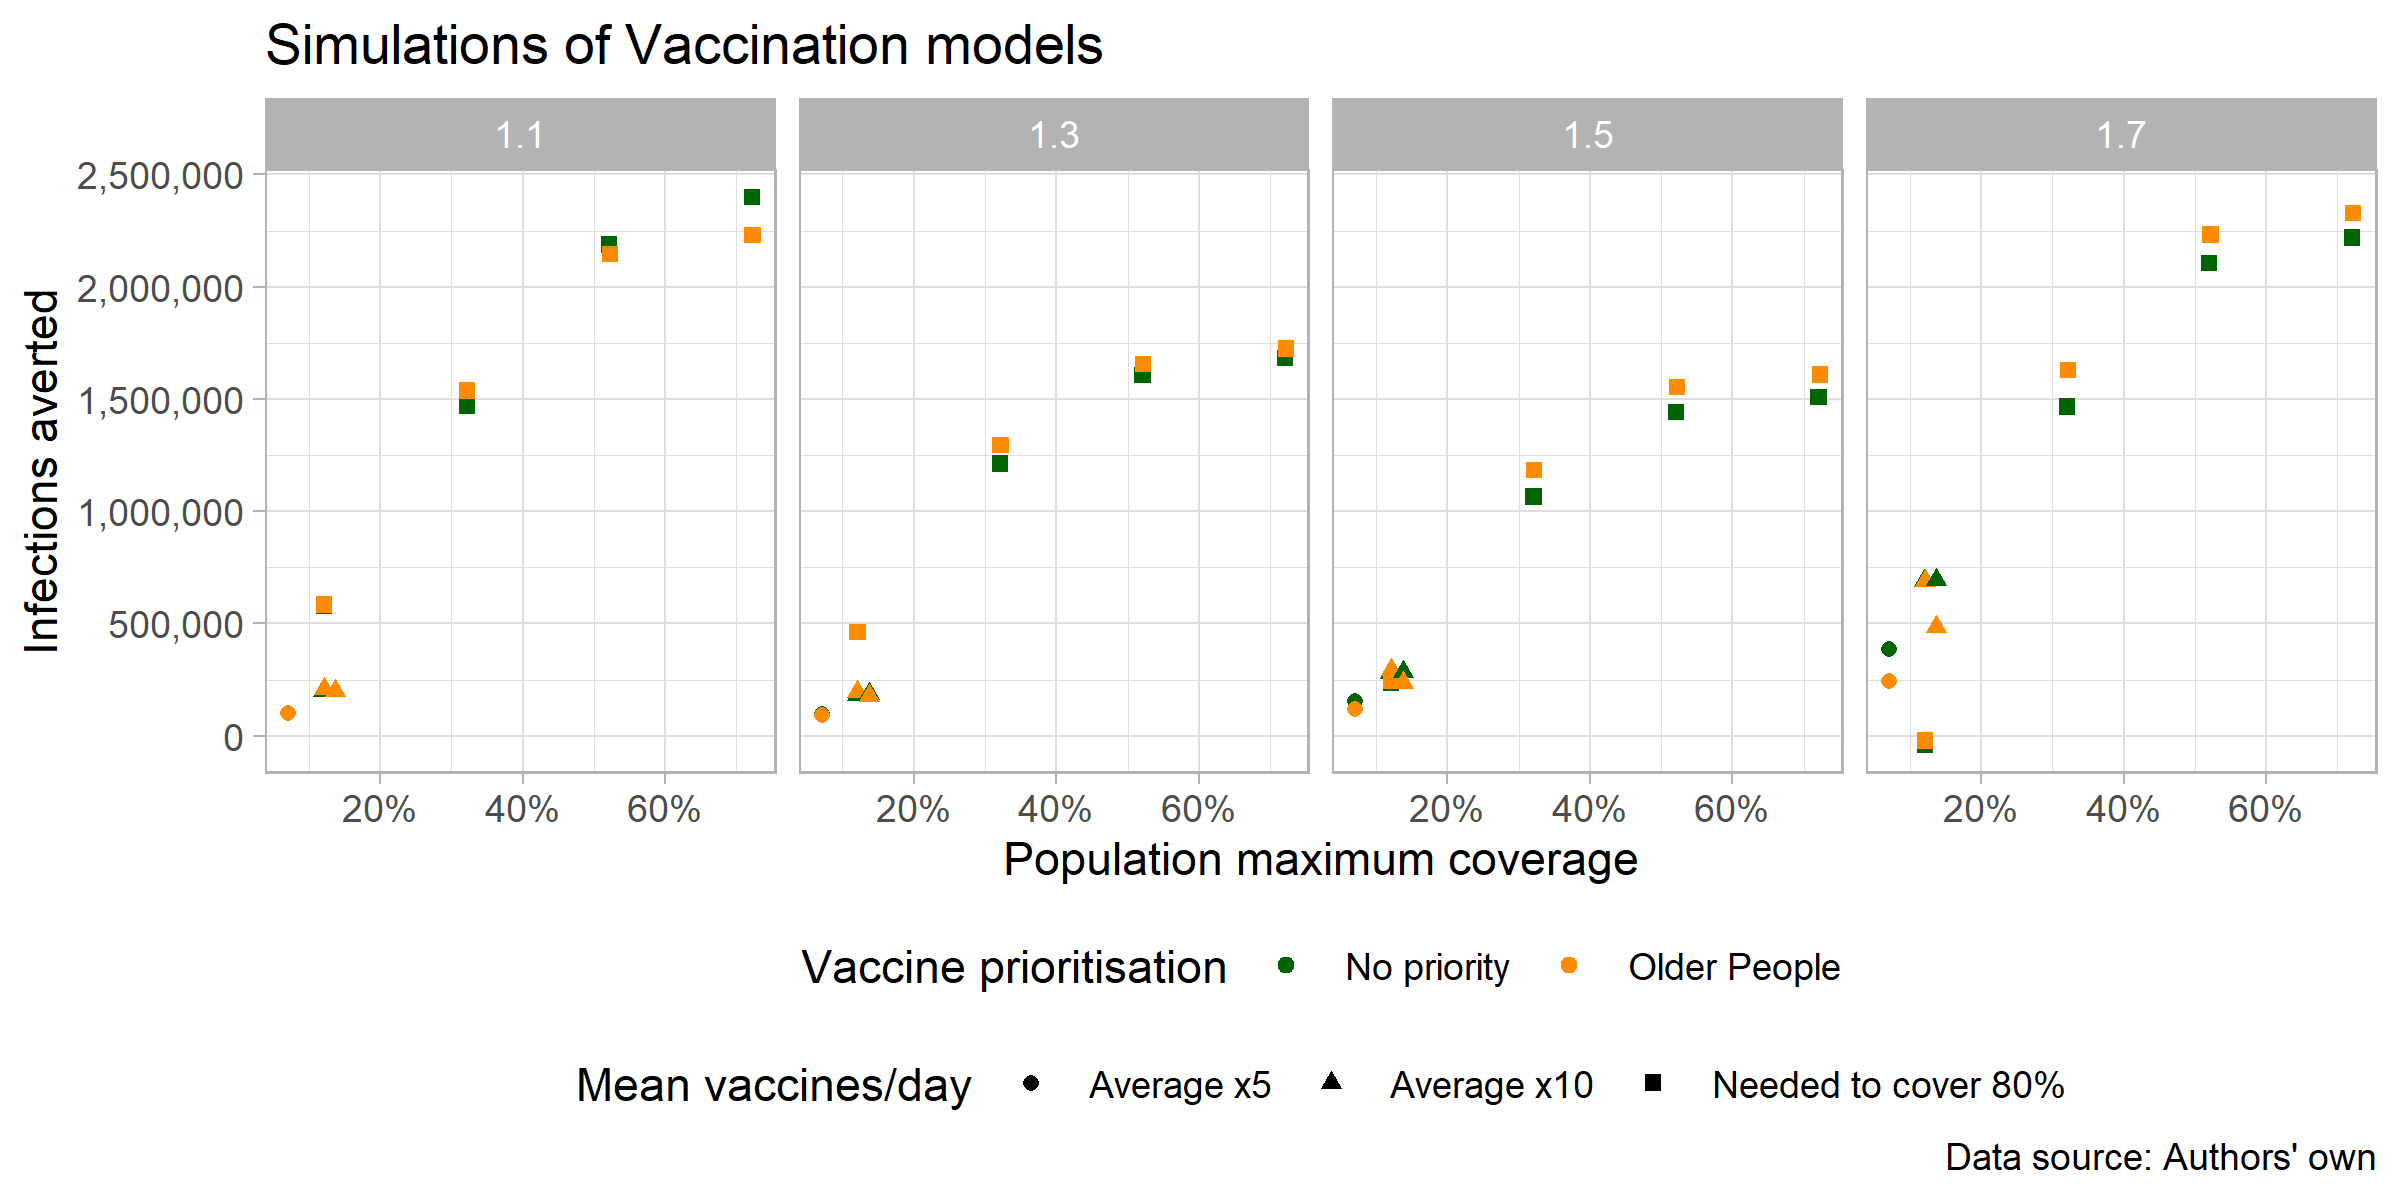 Simulations of Vaccination models
1.1 1.3 1.5 1.7
Infections averted
2,500,000
2,000,000
1,500,000
1,000,000
500,000
0
20% 40% 60% 20% 40% 60% 20% 40% 60% 20% 40% 60%
Population maximum coverage
Vaccine prioritisation No priority Older People
Mean vaccines/day Average x5 Average x10 Needed to cover 80%
Data source: Authors' own